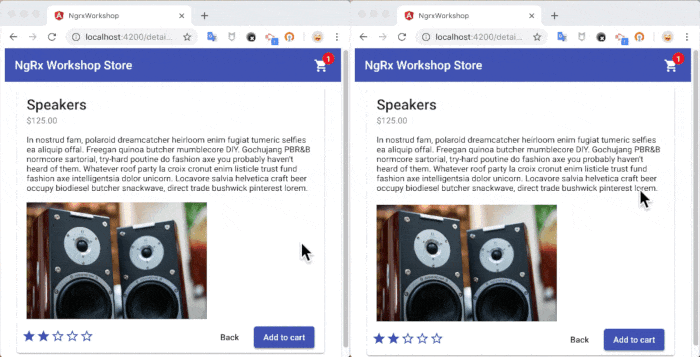 NgrxWorkshop
localhost:4200/detai...
NgRx Workshop Store
1
Speakers
$125.00
In nostrud fam, polaroid dreamcatcher heirloom enim fugiat tumeric selfies
ea aliquip offal. Freegan quinoa butcher mumblecore DIY. Gochujang PBR&B
normcore sartorial, try-hard poutine do fashion axe you probably haven't
heard of them. Whatever roof party la croix cronut enim listicle trust fund
fashion axe intelligentsia dolor unicorn. Locavore salvia helvetica craft beer
occupy biodiesel butcher snackwave, direct trade bushwick pinterest lorem.
Back
Add to cart
NgrxWorkshop
localhost:4200/detai...
NgRx Workshop Store
1
Speakers
$125.00
In nostrud fam, polaroid dreamcatcher heirloom enim fugiat tumeric selfies
ea aliquip offal. Freegan quinoa butcher mumblecore DIY. Gochujang PBR&B
normcore sartorial, try-hard poutine do fashion axe you probably haven't
heard of them. Whatever roof party la croix cronut enim listicle trust fund
fashion axe intelligentsia dolor unicorn. Locavore salvia helvetica craft beer
occupy biodiesel butcher snackwave, direct trade bushwick pinterest lorem.
Back
Add to cart